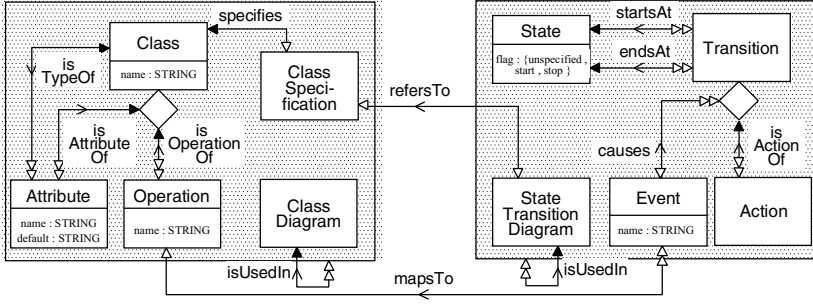 specifies
Class
name : STRING
is
TypeOf
Class
Speci-
fication
is
Attribute
Of
is
Operation
Of
Attribute
name : STRING
default : STRING
Operation
name : STRING
Class
Diagram
isUsedIn
refersTo
mapsTo
State
flag : {unspecified ,
start , stop }
startsAt
endsAt
Transition
causes
is
Action
Of
State
Transition
Diagram
Event
name : STRING
Action
isUsedIn